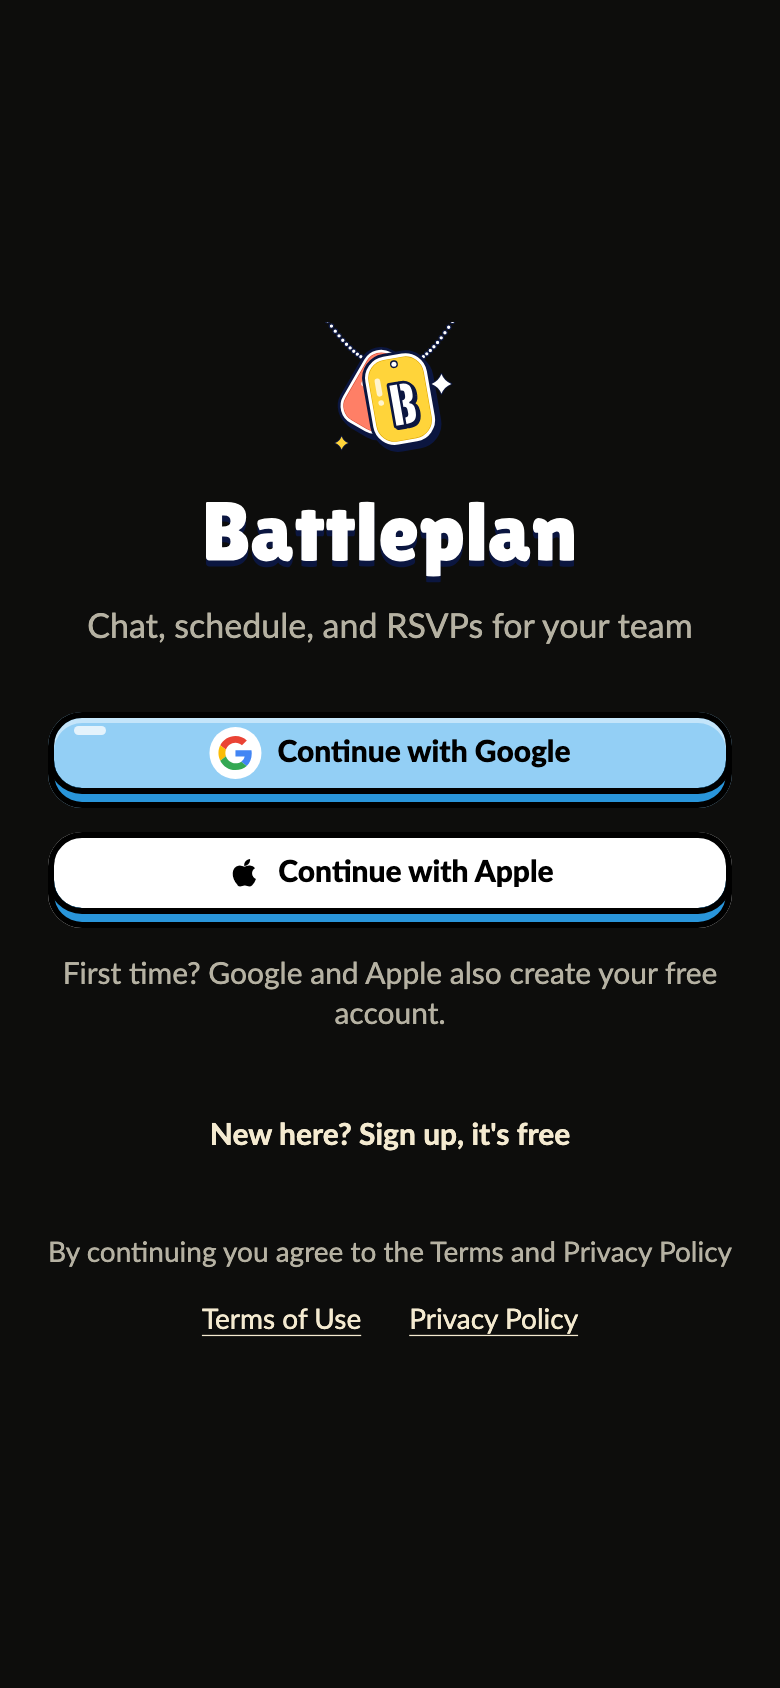 B
Battleplan
Chat, schedule, and RSVPs for your team
Continue with Google
Continue with Apple
First time? Google and Apple also create your free
account.
New here? Sign up, it's free
By continuing you agree to the Terms and Privacy Policy
Terms of Use Privacy Policy